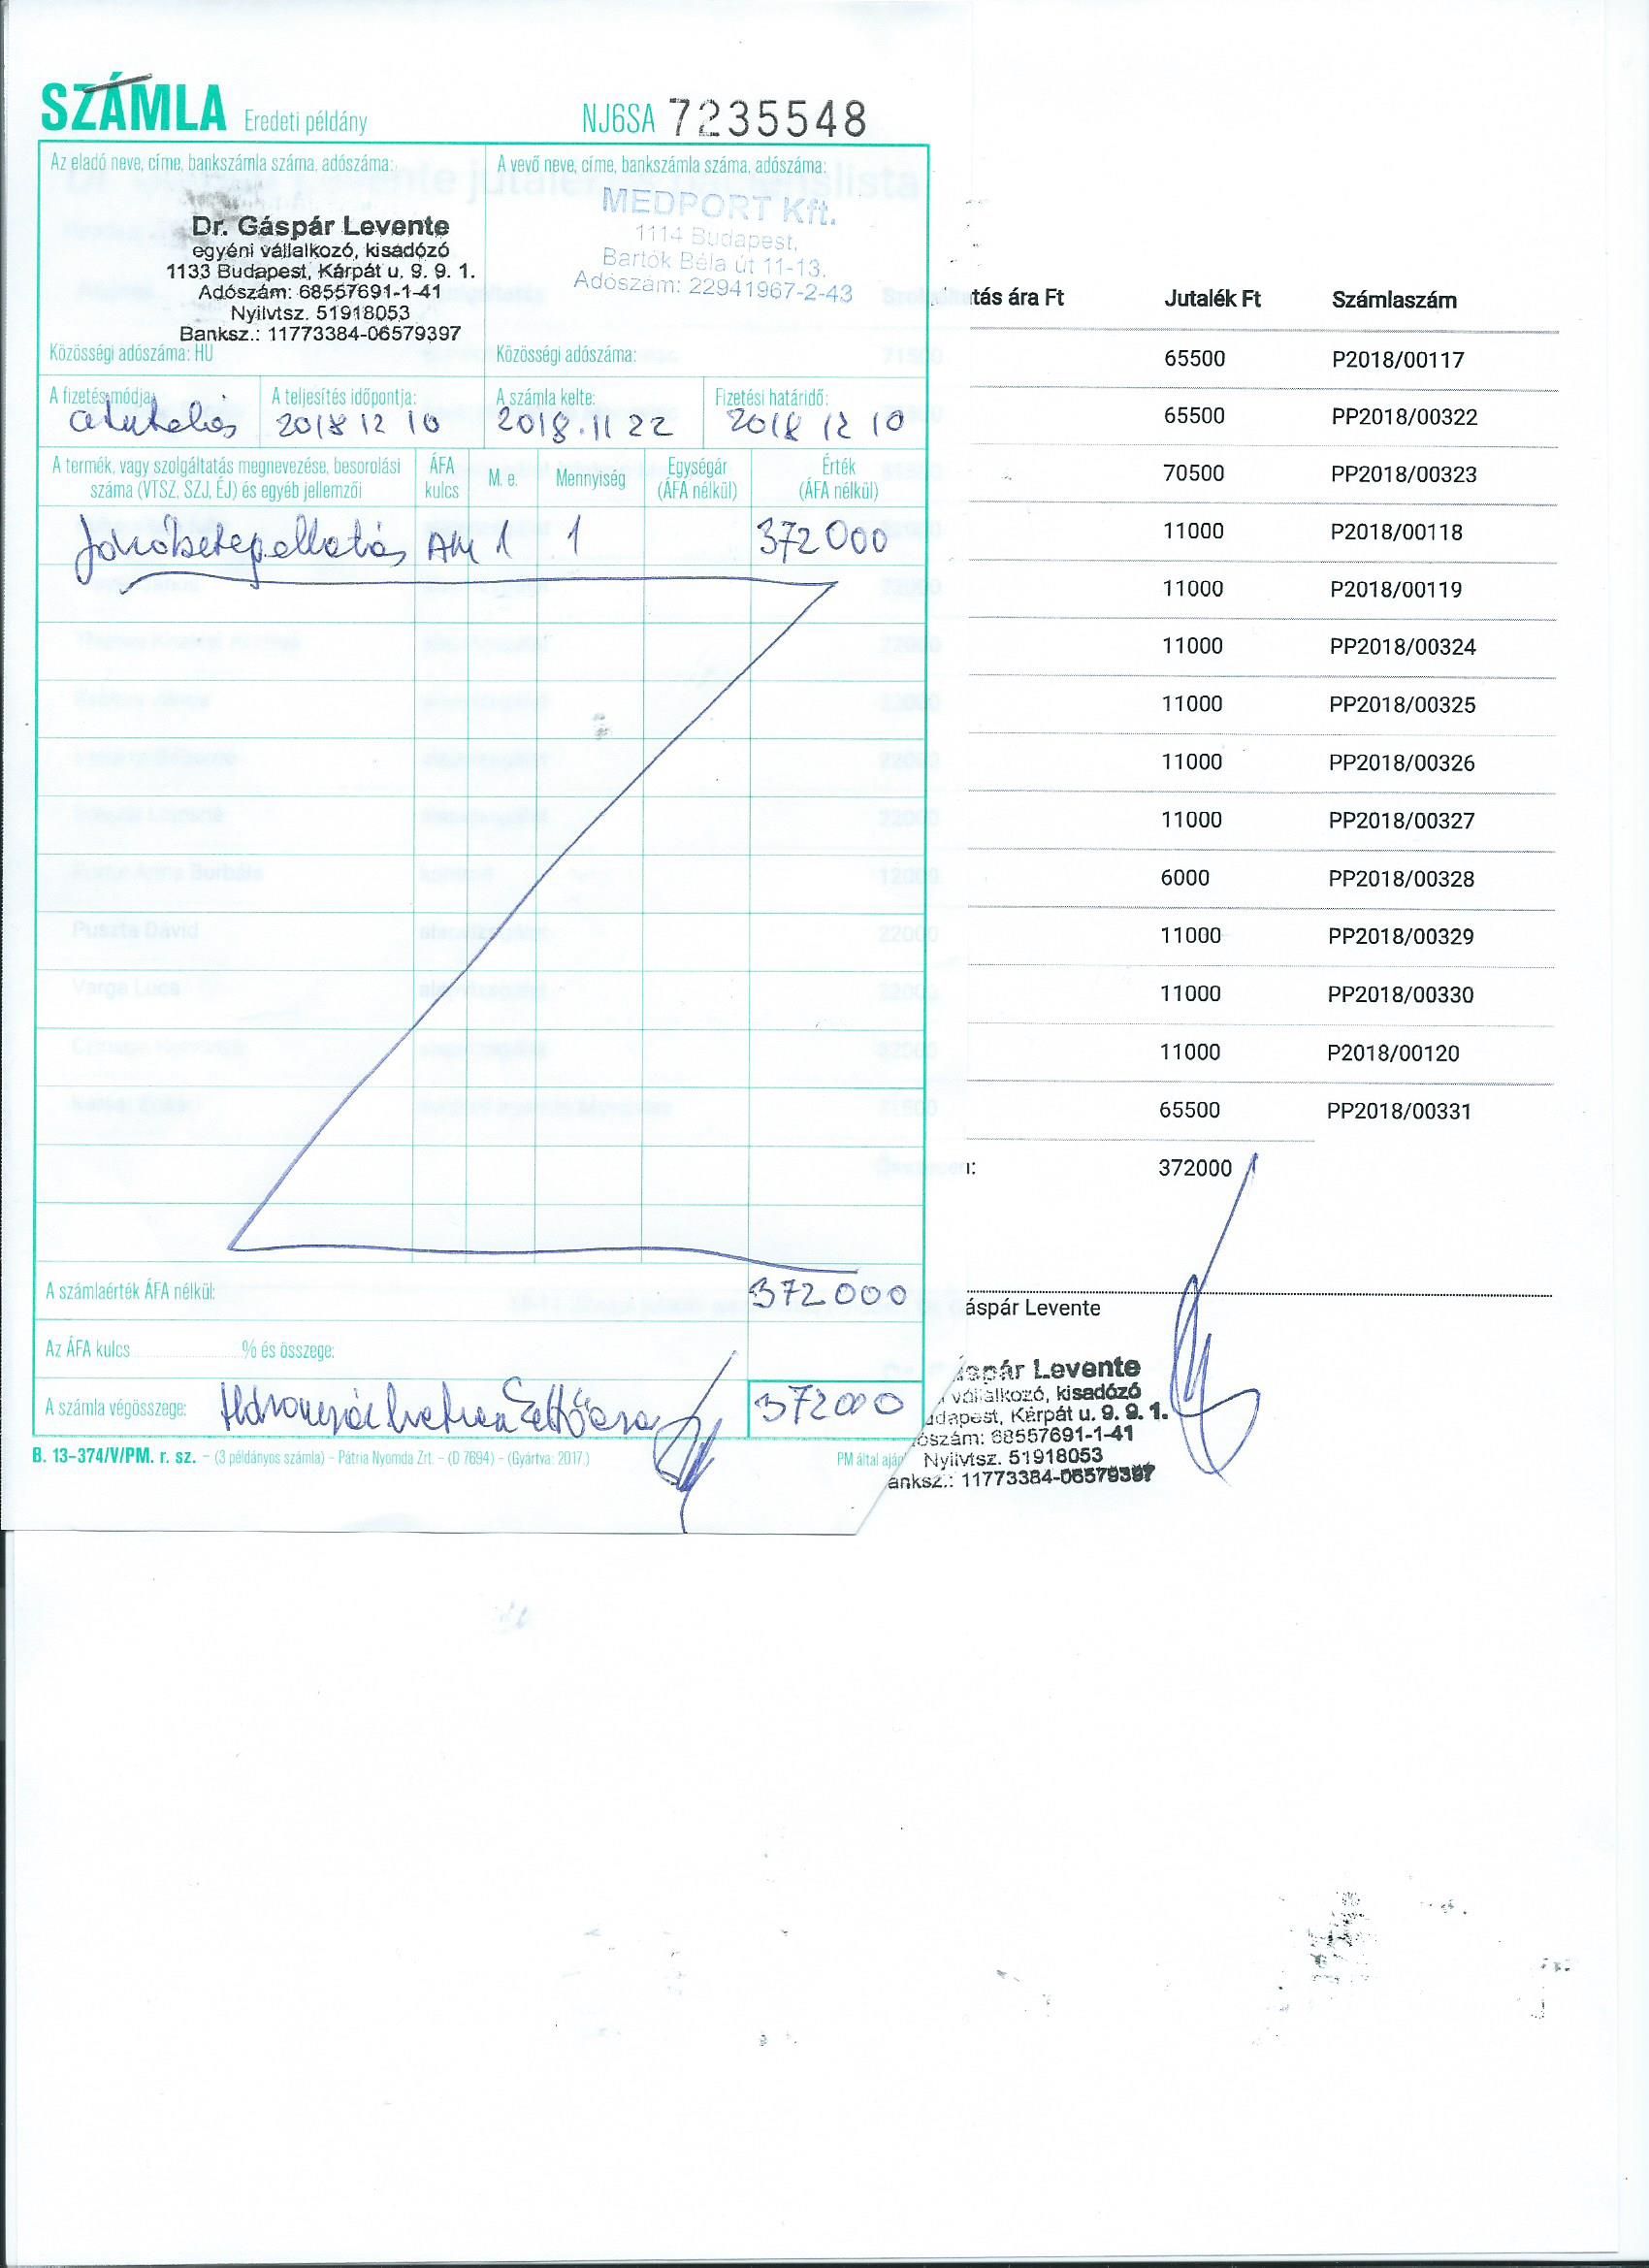 SZÁMLA Eredeti példány NJ6SA 7235548
Az eladó neve, címe, bankszámla száma, adószáma:
Dr. Gáspár Levente
egyéni vállalkozó, kisadózó
1133 Budapest, Kárpát u. 9. 9. 1.
Adószám: 68557691-1-41
Nyilvtsz. 51918053
Banksz.: 11773384-06579397
Közösségi adószáma: HU
A vevő neve, címe, bankszámla száma, adószáma:
MEDPORT Kft.
1114 Budapest,
Bartók Béla út 11-13.
Adószám: 22941967-2-43
Közösségi adószáma:
A fizetés módja: A teljesítés időpontja: A számla kelte: Fizetési határidő:
átutalás 2018 12 10 2018.11 22 2018 12 10
A termék, vagy szolgáltatás megnevezése, besorolási
száma (VTSZ, SZJ, ÉJ) és egyéb jellemzői
ÁFA
kulcs
M. e.
Mennyiség
Egységár
(ÁFA nélkül)
Érték
(ÁFA nélkül)
Járóbetegellátás AM 1 1 372000
A számlaérték ÁFA nélkül: 372000
Az ÁFA kulcs % és összege:
A számla végösszege: 372000
B. 13-374/V/PM. r. sz. – (3 példányos számla) - Pátria Nyomda Zrt. – (D 7694) – (Gyártva: 2017.) PM által aján
tás ára Ft Jutalék Ft Számlaszám
65500 P2018/00117
65500 PP2018/00322
70500 PP2018/00323
11000 P2018/00118
11000 P2018/00119
11000 PP2018/00324
11000 PP2018/00325
11000 PP2018/00326
11000 PP2018/00327
6000 PP2018/00328
11000 PP2018/00329
11000 PP2018/00330
11000 P2018/00120
65500 PP2018/00331
n: 372000
áspár Levente
áspár Levente
vállalkozó, kisadózó
udapest, Kárpát u. 9. 9. 1.
ószám: 68557691-1-41
Nyilvtsz. 51918053
anksz.: 11773384-06579397